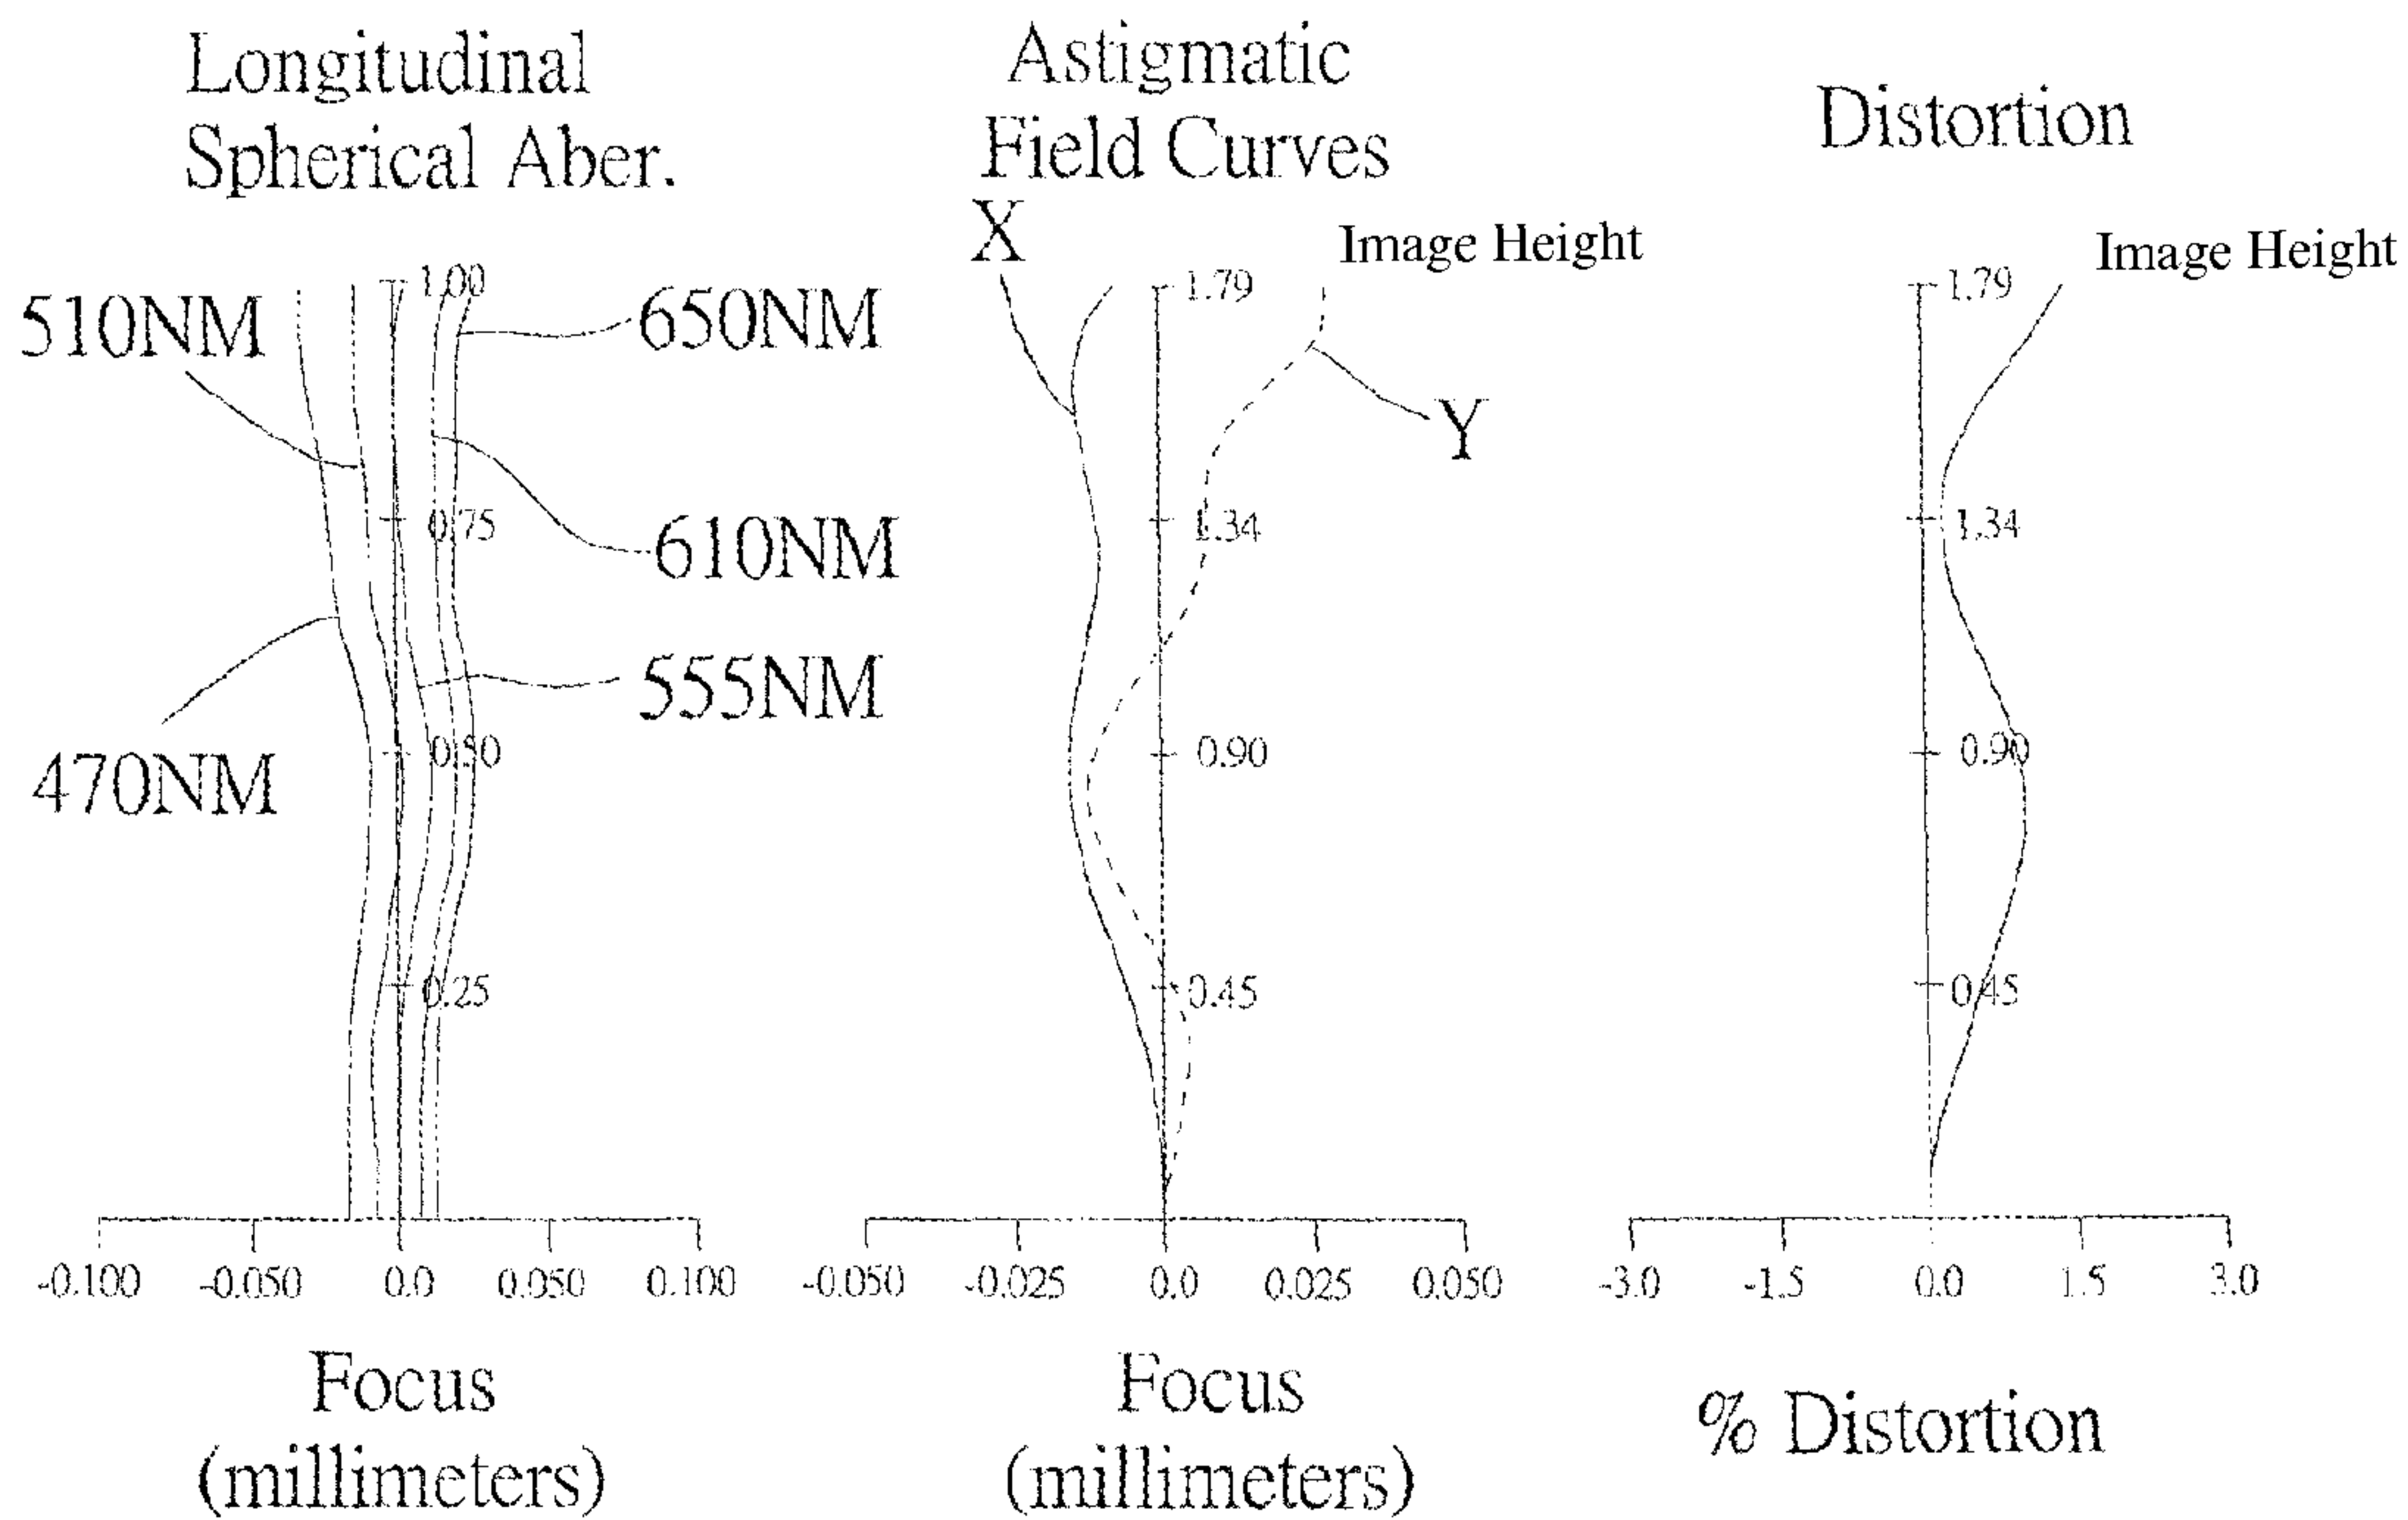 Longitudinal
Spherical Aber.
510NM
1.00
650NM
0.75
610NM
555NM
0.50
470NM
0.25
-0.100 -0.050 0.0 0.050 0.100
Focus
(millimeters)
Astigmatic
Field Curves
X
Image Height
1.79
Y
1.34
0.90
0.45
-0.050 -0.025 0.0 0.025 0.050
Focus
(millimeters)
Distortion
Image Height
1.79
1.34
0.90
0.45
-3.0 -1.5 0.0 1.5 3.0
% Distortion